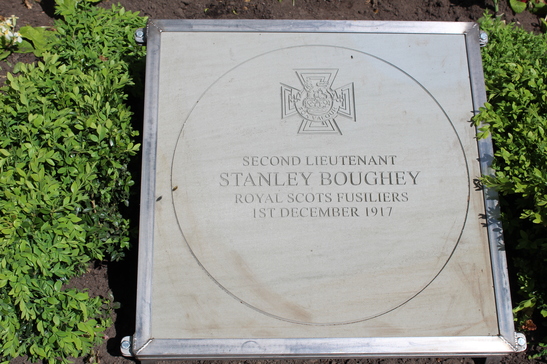 SECOND LIEUTENANT
STANLEY BOUGHEY
ROYAL SCOTS FUSILIERS
1ST DECEMBER 1917